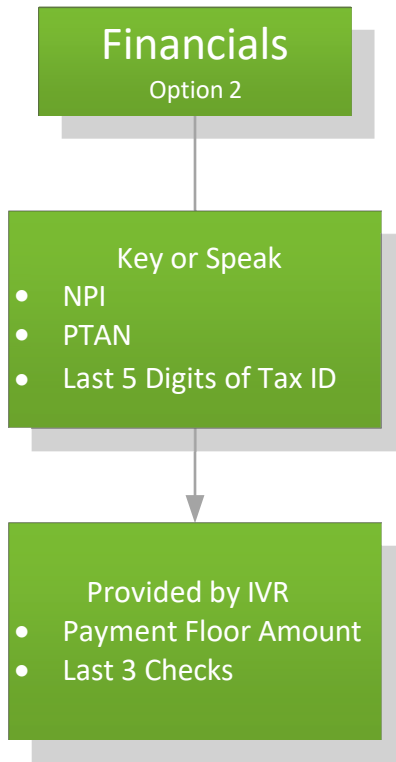 Financials
Option 2
Key or Speak
• NPI
• PTAN
• Last 5 Digits of Tax ID
Provided by IVR
• Payment Floor Amount
• Last 3 Checks